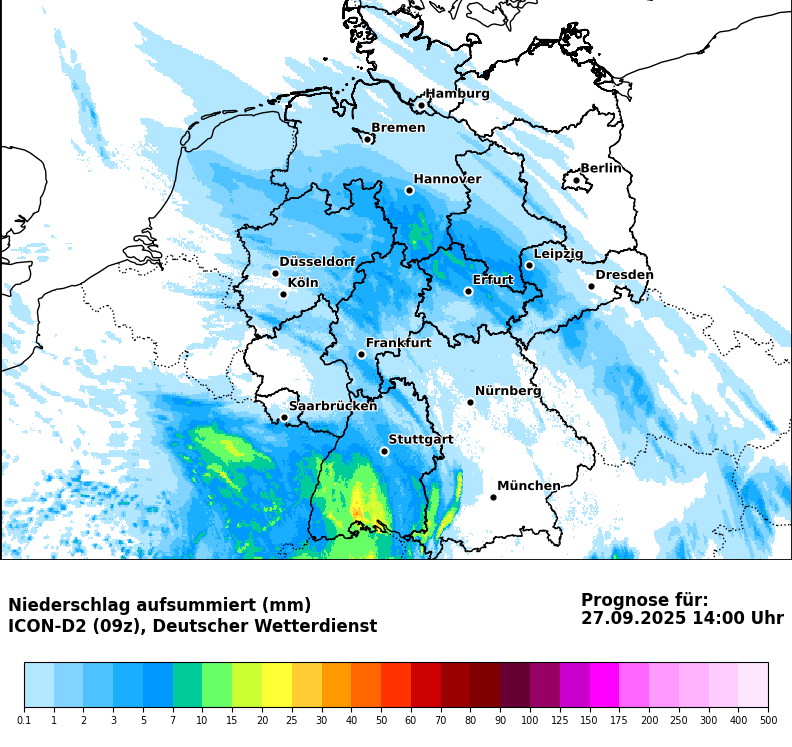 Hamburg
Bremen
Berlin
Hannover
Leipzig
Düsseldorf
Dresden
Köln
Erfurt
Frankfurt
Nürnberg
Saarbrücken
Stuttgart
München
Niederschlag aufsummiert (mm)
ICON-D2 (09z), Deutscher Wetterdienst
Prognose für:
27.09.2025 14:00 Uhr
0.1 1 2 3 5 7 10 15 20 25 30 40 50 60 70 80 90 100 125 150 175 200 250 300 400 500